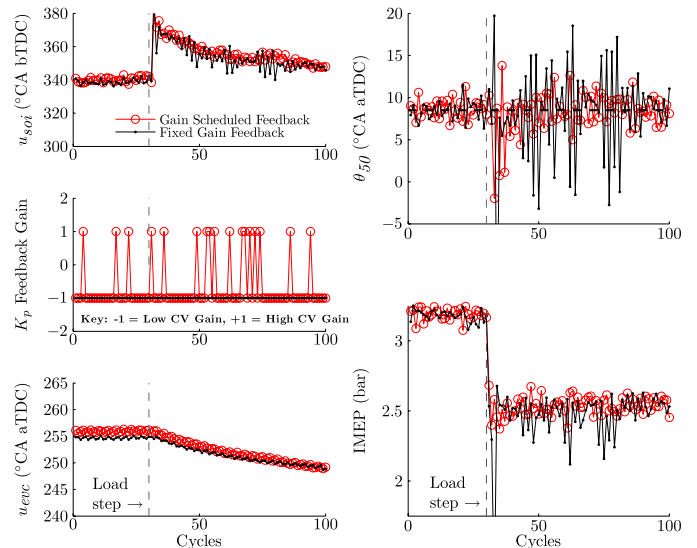 380
360
340
320
300
u_soi (°CA bTDC)
Gain Scheduled Feedback
Fixed Gain Feedback
0
50
100
20
15
10
5
0
−5
θ_50 (°CA aTDC)
0
50
100
2
1
0
−1
−2
K_p Feedback Gain
Key: -1 = Low CV Gain, +1 = High CV Gain
0
50
100
265
260
255
250
245
240
u_evc (°CA aTDC)
Load
step →
0
50
100
Cycles
3
2.5
2
IMEP (bar)
Load
step →
0
50
100
Cycles